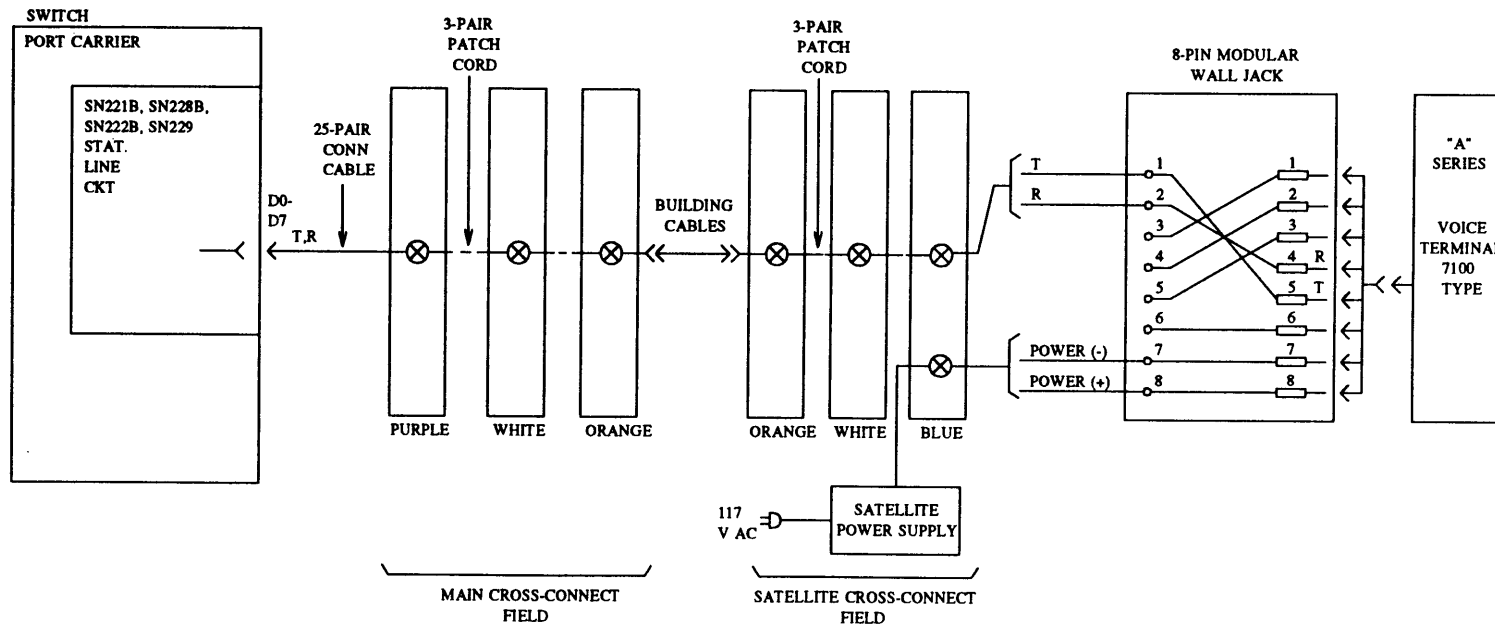 SWITCH
PORT CARRIER
SN221B, SN228B,
SN222B, SN229
STAT.
LINE
CKT
D0-
D7
T,R
25-PAIR
CONN
CABLE
3-PAIR
PATCH
CORD
PURPLE
WHITE
ORANGE
BUILDING
CABLES
3-PAIR
PATCH
CORD
ORANGE
WHITE
BLUE
T
R
POWER (-)
POWER (+)
8-PIN MODULAR
WALL JACK
1
2
3
4
5
6
7
8
1
2
3
4 R
5 T
6
7
8
"A"
SERIES
VOICE
TERMINA
7100
TYPE
117
V AC
SATELLITE
POWER SUPPLY
MAIN CROSS-CONNECT
FIELD
SATELLITE CROSS-CONNECT
FIELD